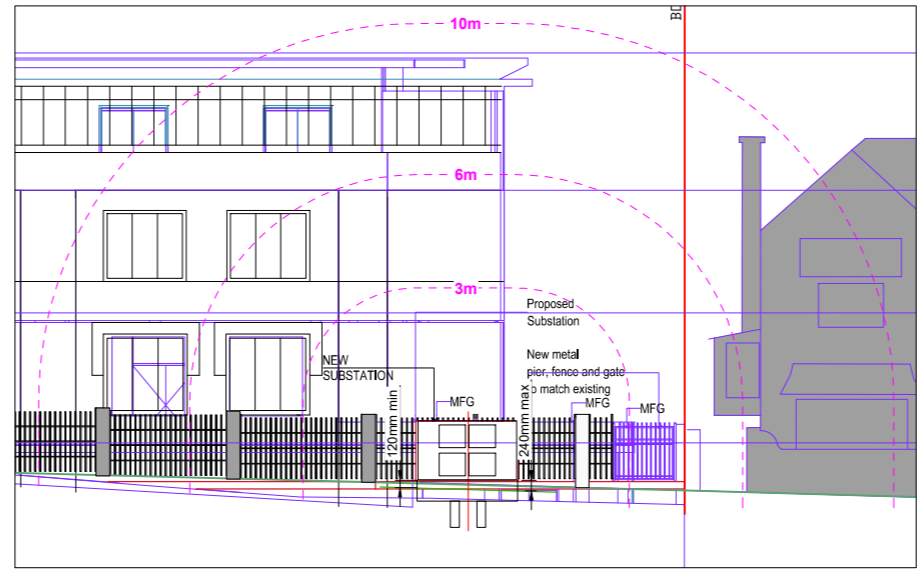 BD
10m
6m
3m
Proposed
Substation
NEW
SUBSTATION
New metal
pier, fence and gate
to match existing
MFG
MFG
MFG
120mm min
240mm max